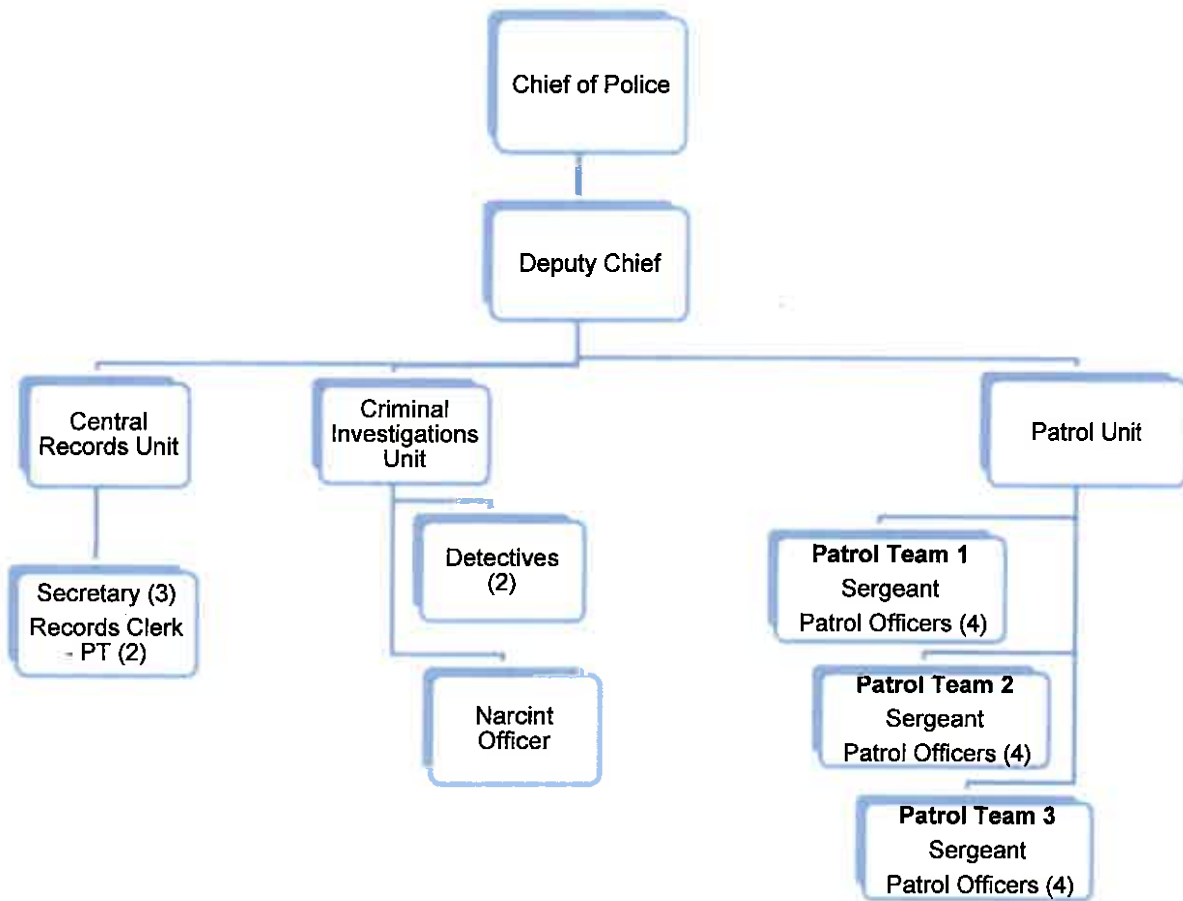 Chief of Police
Deputy Chief
Central
Records Unit
Criminal
Investigations
Unit
Patrol Unit
Secretary (3)
Records Clerk
- PT (2)
Detectives
(2)
Narcint
Officer
Patrol Team 1
Sergeant
Patrol Officers (4)
Patrol Team 2
Sergeant
Patrol Officers (4)
Patrol Team 3
Sergeant
Patrol Officers (4)